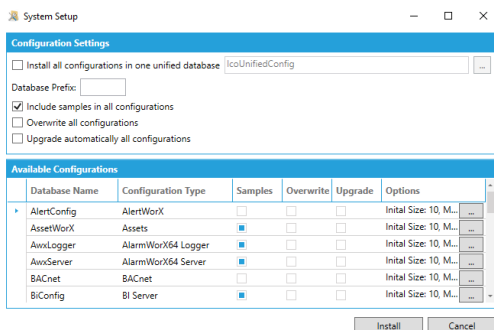 System Setup
Configuration Settings
Install all configurations in one unified database IcoUnifiedConfig ...
Database Prefix:
Include samples in all configurations
Overwrite all configurations
Upgrade automatically all configurations
Available Configurations
Database Name Configuration Type Samples Overwrite Upgrade Options
AlertConfig AlertWorX Inital Size: 10, M... ...
AssetWorX Assets Inital Size: 10, M... ...
AwxLogger AlarmWorX64 Logger Inital Size: 10, M... ...
AwxServer AlarmWorX64 Server Inital Size: 10, M... ...
BACnet BACnet Inital Size: 10, M... ...
BiConfig BI Server Inital Size: 10, M... ...
Install Cancel